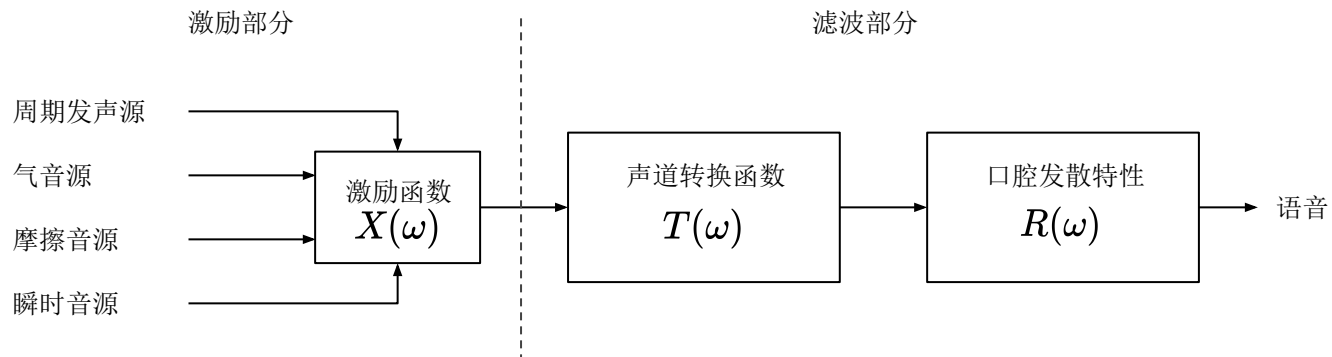 激励部分
滤波部分
周期发声源
气音源
摩擦音源
瞬时音源
激励函数
X(ω)
声道转换函数
T(ω)
口腔发散特性
R(ω)
语音